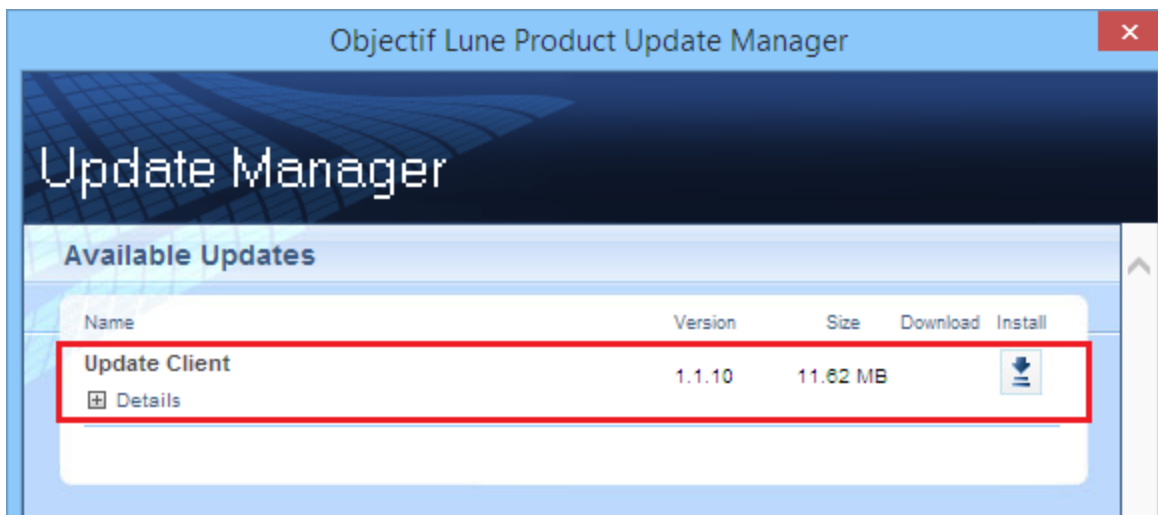 Objectif Lune Product Update Manager
Update Manager
Available Updates
Name Version Size Download Install
Update Client 1.1.10 11.62 MB
Details